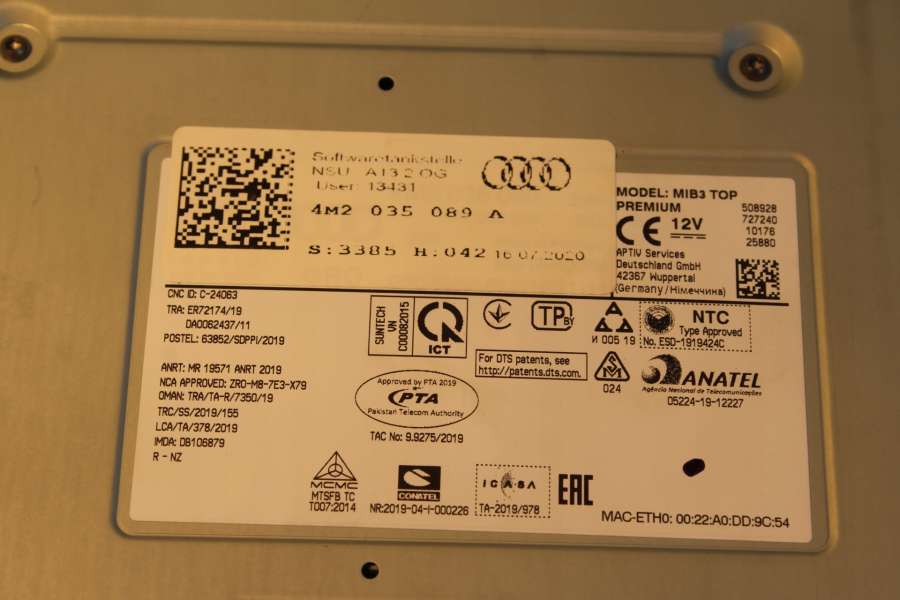 Softwaretankstelle
NSU A13 2.OG
User 13431
4M2 035 089 A
S:3385 H:042 16.07.2020
MODEL: MIB3 TOP
PREMIUM
508928
727240
10176
25880
CE 12V
APTIV Services
Deutschland GmbH
42367 Wuppertal
(Germany/Німеччина)
CNC ID: C-24063
TRA: ER72174/19
DA0062437/11
POSTEL: 63852/SDPPI/2019
ANRT: MR 19571 ANRT 2019
NCA APPROVED: ZRO-M8-7E3-X79
OMAN: TRA/TA-R/7350/19
TRC/SS/2019/155
LCA/TA/378/2019
IMDA: DB106879
R - NZ
SUNTECH
VN
C00082015
ICT
TP BY
И 005 19
NTC
Type Approved
No. ESD-1919424C
For DTS patents, see
http://patents.dts.com.
024
ANATEL
Agência Nacional de Telecomunicações
05224-19-12227
Approved by PTA 2019
PTA
Pakistan Telecom Authority
TAC No: 9.9275/2019
MCMC
MTSFB TC
T007:2014
CONATEL
NR:2019-04-I-000226
ICASA
TA-2019/978
EAC
MAC-ETH0: 00:22:A0:DD:9C:54